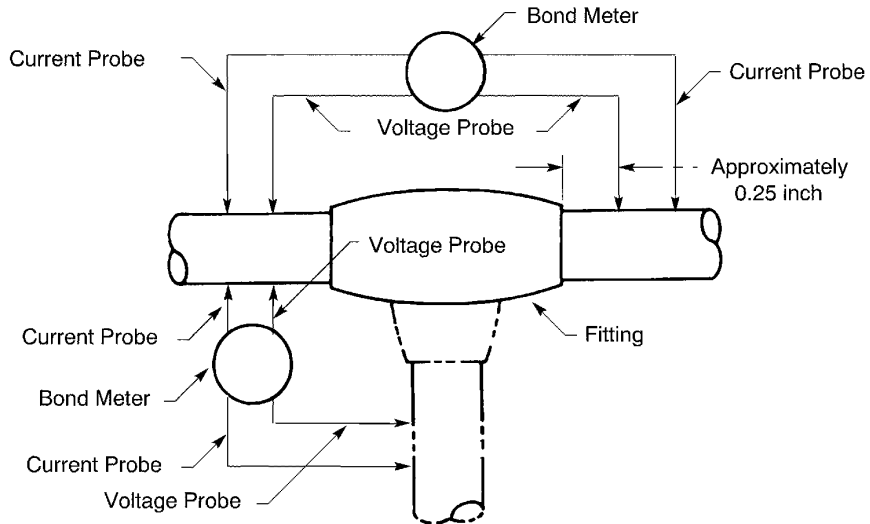 Bond Meter
Current Probe
Current Probe
Voltage Probe
Approximately
0.25 inch
Voltage Probe
Current Probe
Fitting
Bond Meter
Current Probe
Voltage Probe